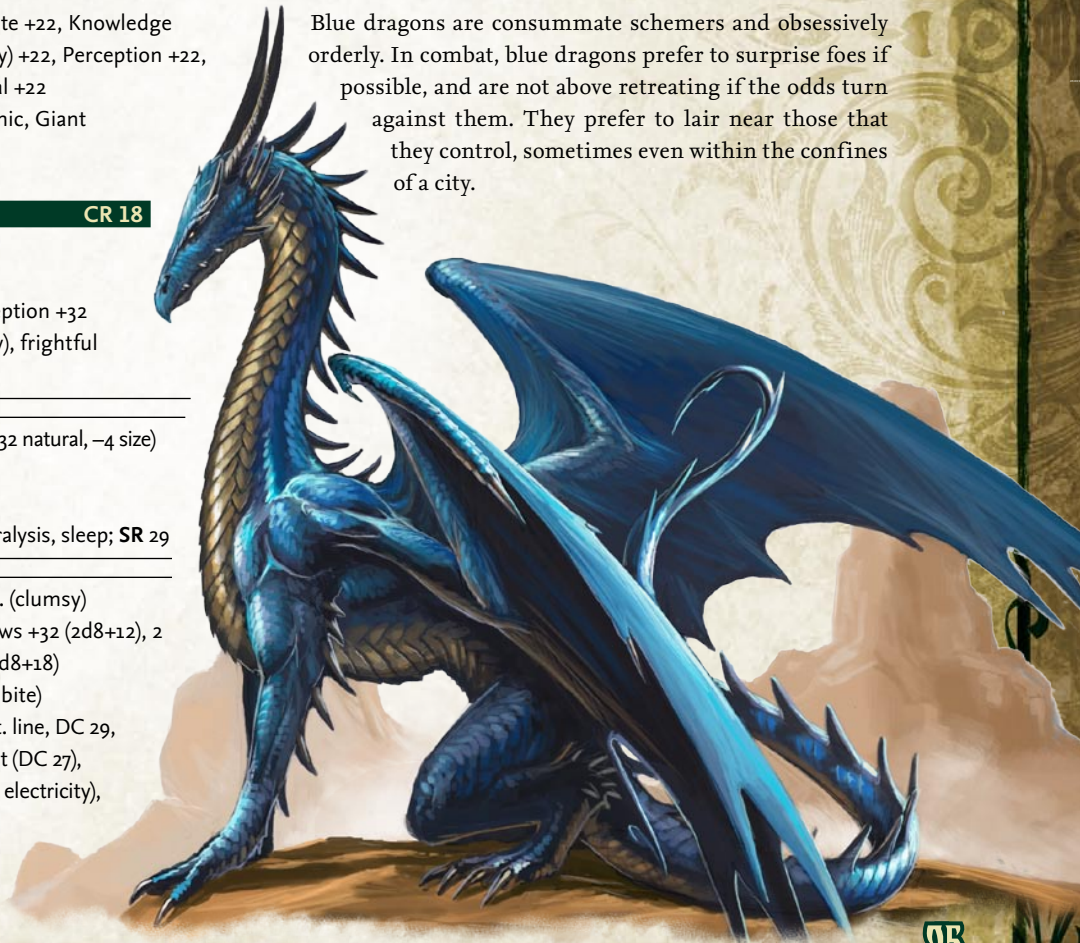 te +22, Knowledge
y) +22, Perception +22,
al +22
nic, Giant
CR 18
eption +32
y), frightful
32 natural, –4 size)
ralysis, sleep; SR 29
. (clumsy)
ws +32 (2d8+12), 2
d8+18)
bite)
t. line, DC 29,
t (DC 27),
electricity),
Blue dragons are consummate schemers and obsessively
orderly. In combat, blue dragons prefer to surprise foes if
possible, and are not above retreating if the odds turn
against them. They prefer to lair near those that
they control, sometimes even within the confines
of a city.